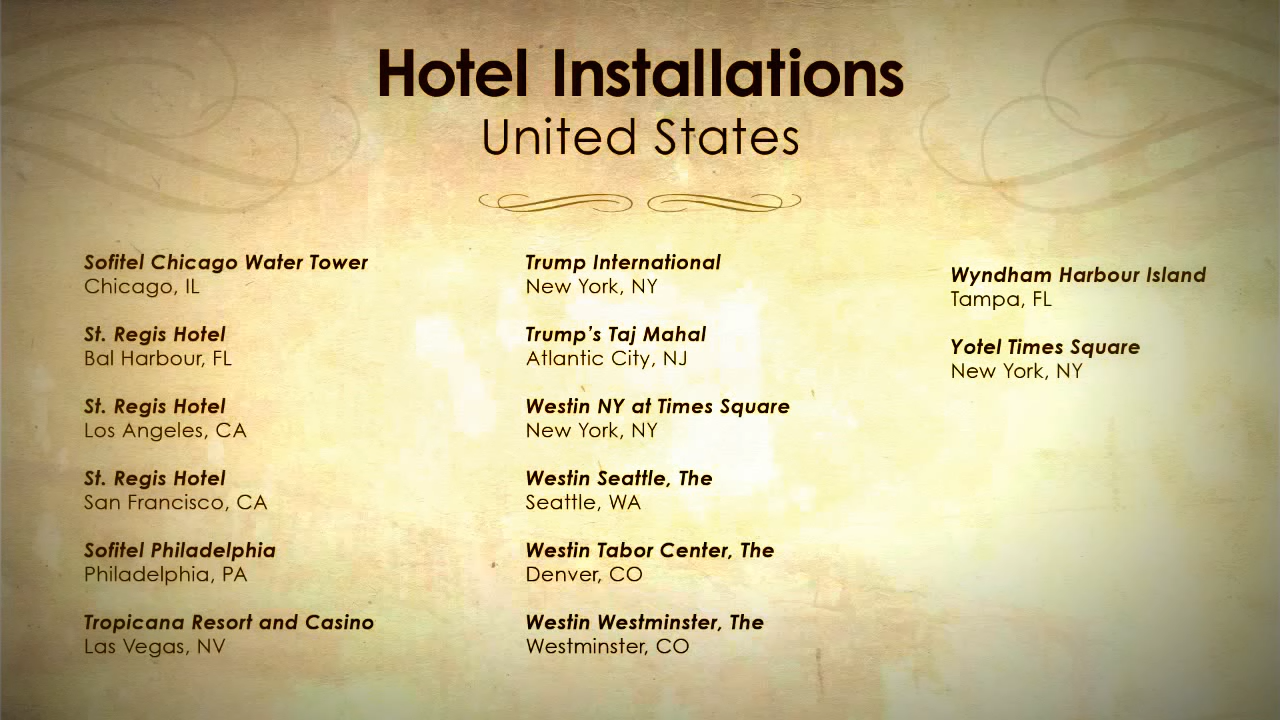 Hotel Installations
United States
Sofitel Chicago Water Tower
Chicago, IL
St. Regis Hotel
Bal Harbour, FL
St. Regis Hotel
Los Angeles, CA
St. Regis Hotel
San Francisco, CA
Sofitel Philadelphia
Philadelphia, PA
Tropicana Resort and Casino
Las Vegas, NV
Trump International
New York, NY
Trump's Taj Mahal
Atlantic City, NJ
Westin NY at Times Square
New York, NY
Westin Seattle, The
Seattle, WA
Westin Tabor Center, The
Denver, CO
Westin Westminster, The
Westminster, CO
Wyndham Harbour Island
Tampa, FL
Yotel Times Square
New York, NY